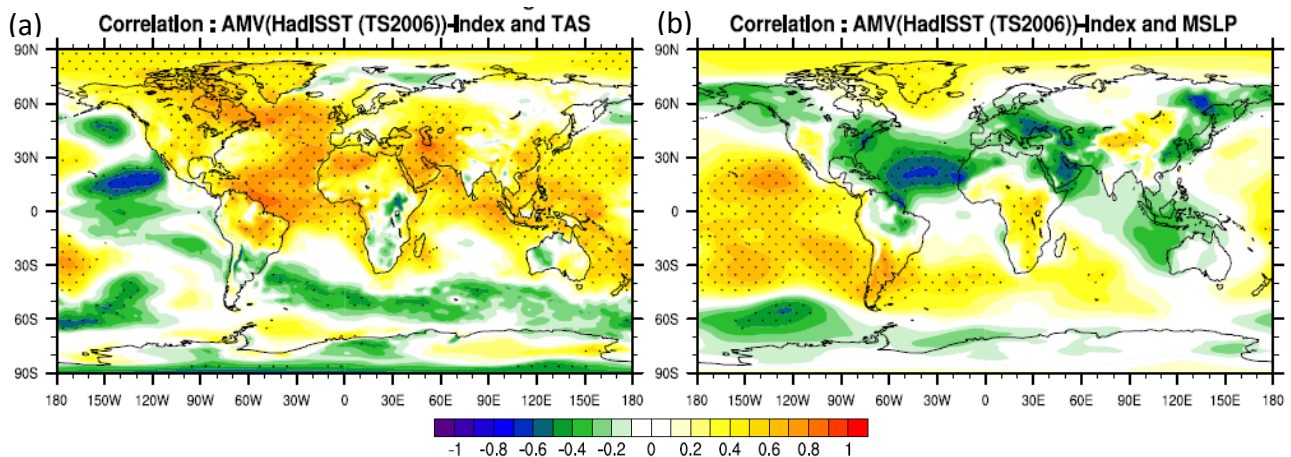 (a) Correlation : AMV(HadISST (TS2006))-Index and TAS
(b) Correlation : AMV(HadISST (TS2006))-Index and MSLP
90N
60N
30N
0
30S
60S
90S
180 150W 120W 90W 60W 30W 0 30E 60E 90E 120E 150E 180
90N
60N
30N
0
30S
60S
90S
180 150W 120W 90W 60W 30W 0 30E 60E 90E 120E 150E 180
-1 -0.8 -0.6 -0.4 -0.2 0 0.2 0.4 0.6 0.8 1